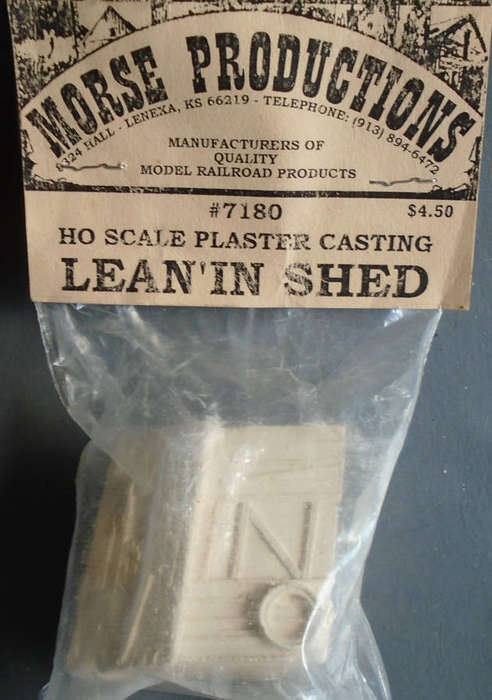 MORSE PRODUCTIONS
8324 HALL - LENEXA, KS 66219 - TELEPHONE: (913) 894-6472
MANUFACTURERS OF
QUALITY
MODEL RAILROAD PRODUCTS
#7180 $4.50
HO SCALE PLASTER CASTING
LEAN'IN SHED